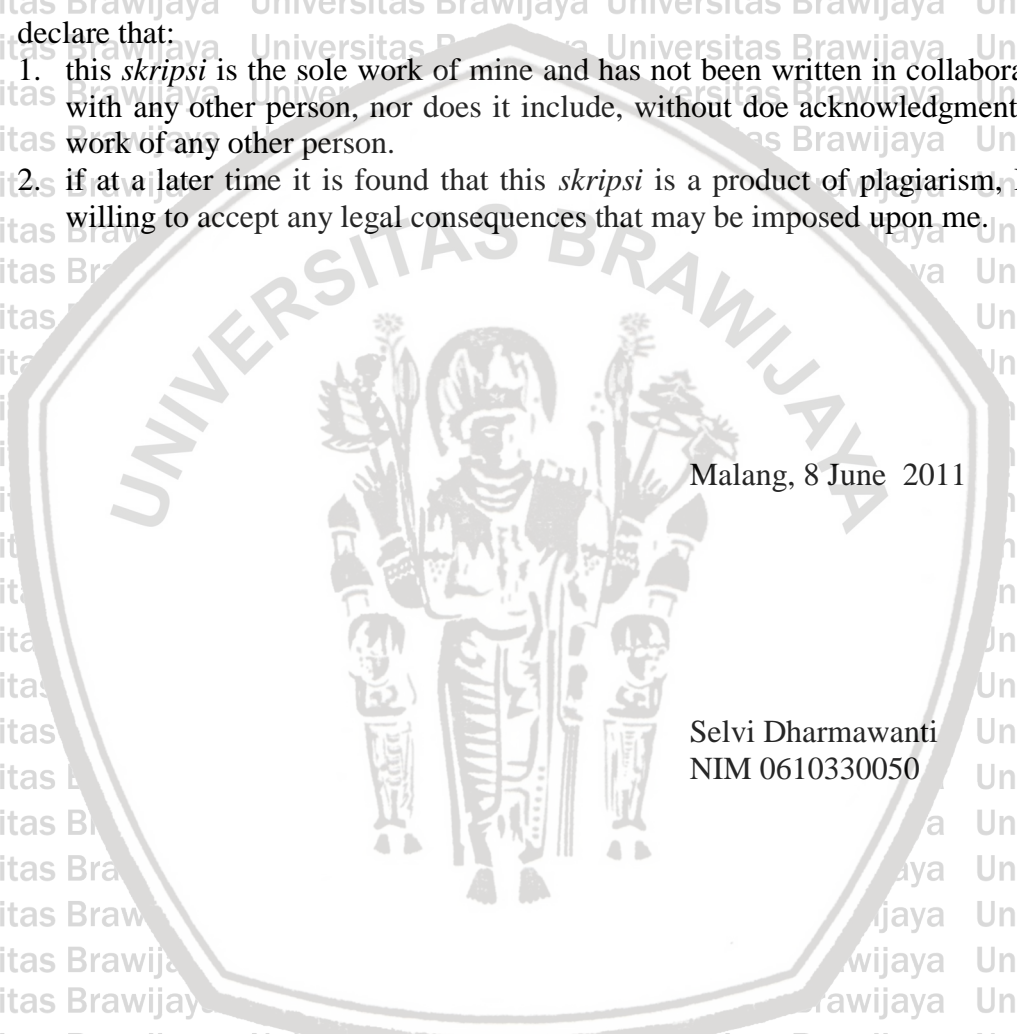 declare that:
1. this skripsi is the sole work of mine and has not been written in collabora
with any other person, nor does it include, without doe acknowledgment
work of any other person.
2. if at a later time it is found that this skripsi is a product of plagiarism, I
willing to accept any legal consequences that may be imposed upon me.
UNIVERSITAS BRAWIJAYA
Malang, 8 June 2011
Selvi Dharmawanti
NIM 0610330050